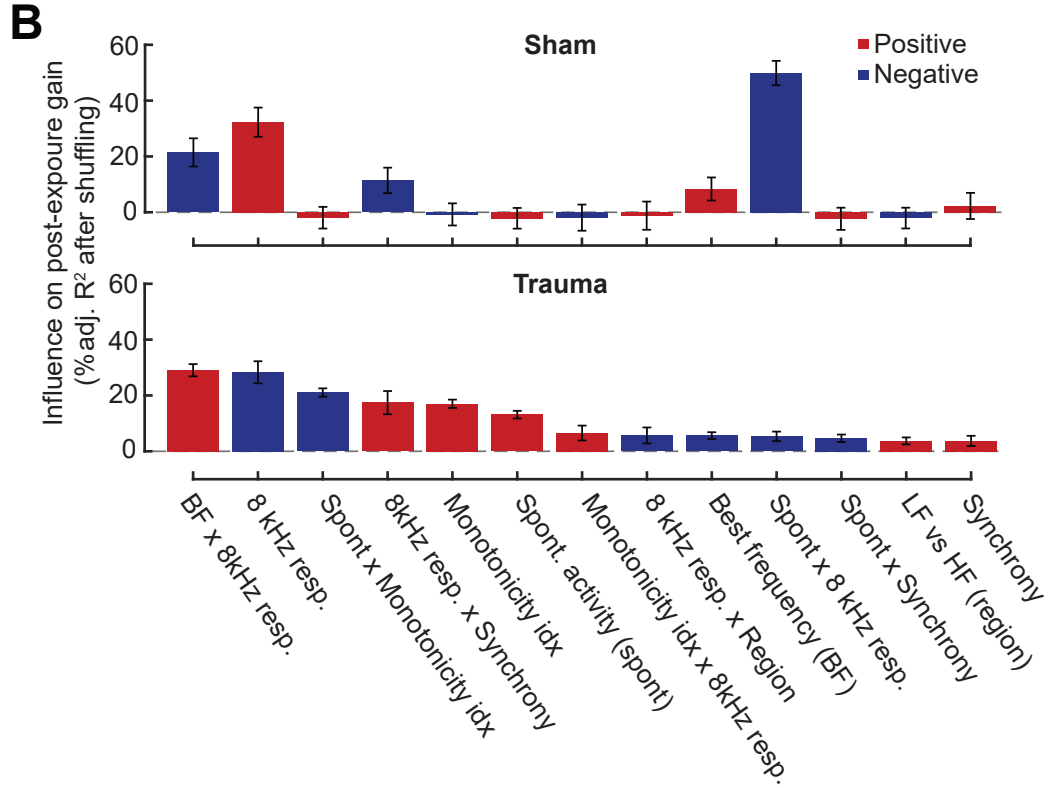 B
Sham
Positive
Negative
Influence on post-expoure gain
(%adj. R² after shuffling)
60
40
20
0
Trauma
60
40
20
0
BF x 8kHz resp.
8 kHz resp.
Spont x Monotonicity idx
8kHz resp. x Synchrony
Monotonicity idx
Spont. activity (spont)
Monotonicity idx x 8kHz resp.
8 kHz resp. x Region
Best frequency (BF)
Spont x 8 kHz resp.
Spont x Synchrony
LF vs HF (region)
Synchrony